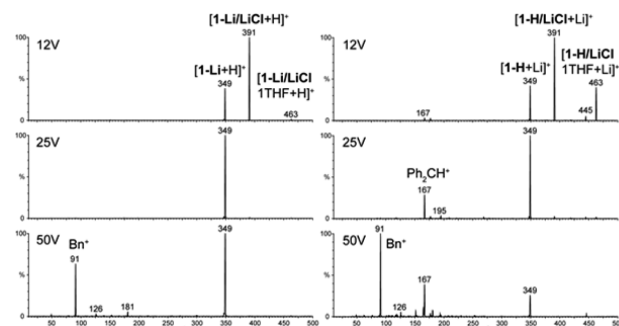 [1-Li/LiCl+H]⁺
391
12V
[1-Li+H]⁺
349
[1-Li/LiCl
1THF+H]⁺
463
100
%
0
25V
349
100
%
0
50V
349
Bn⁺
91
126
181
100
%
0
50 100 150 200 250 300 350 400 450 500
[1-H/LiCl+Li]⁺
391
12V
[1-H+Li]⁺
349
[1-H/LiCl
1THF+Li]⁺
463
445
167
100
%
0
25V
349
Ph₂CH⁺
167
195
100
%
0
50V
91
Bn⁺
126
167
349
100
%
0
50 100 150 200 250 300 350 400 450 500